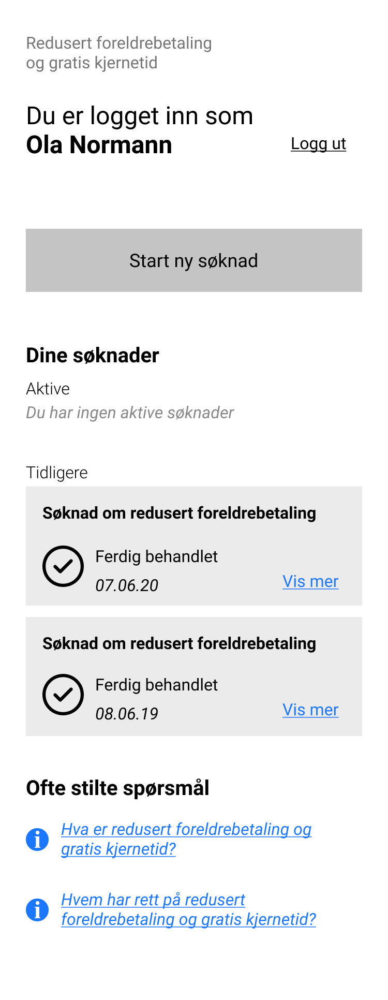 Redusert foreldrebetaling
og gratis kjernetid
Du er logget inn som
Ola Normann
Logg ut
Start ny søknad
Dine søknader
Aktive
Du har ingen aktive søknader
Tidligere
Søknad om redusert foreldrebetaling
Ferdig behandlet
07.06.20
Vis mer
Søknad om redusert foreldrebetaling
Ferdig behandlet
08.06.19
Vis mer
Ofte stilte spørsmål
Hva er redusert foreldrebetaling og
gratis kjernetid?
Hvem har rett på redusert
foreldrebetaling og gratis kjernetid?